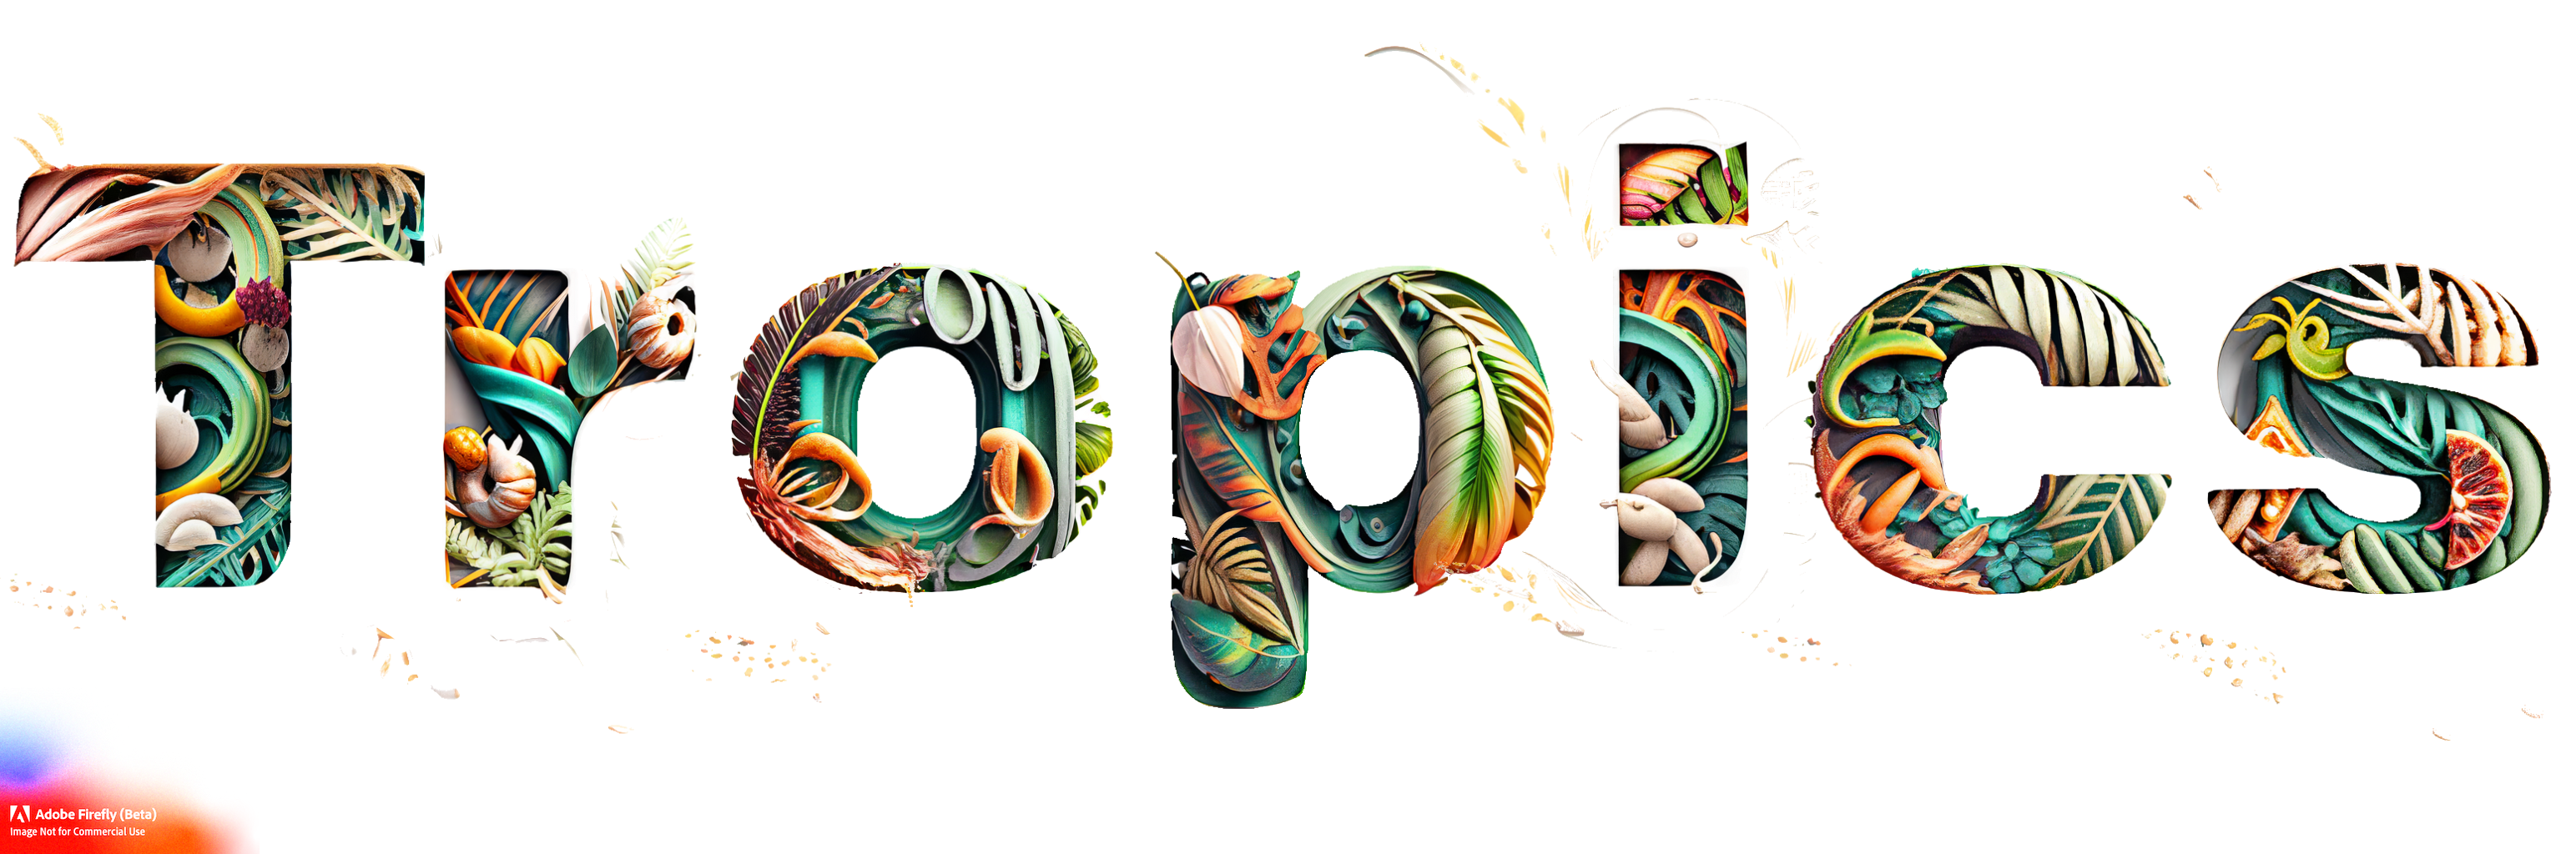 Tropics
Adobe Firefly (Beta)
Image Not for Commercial Use